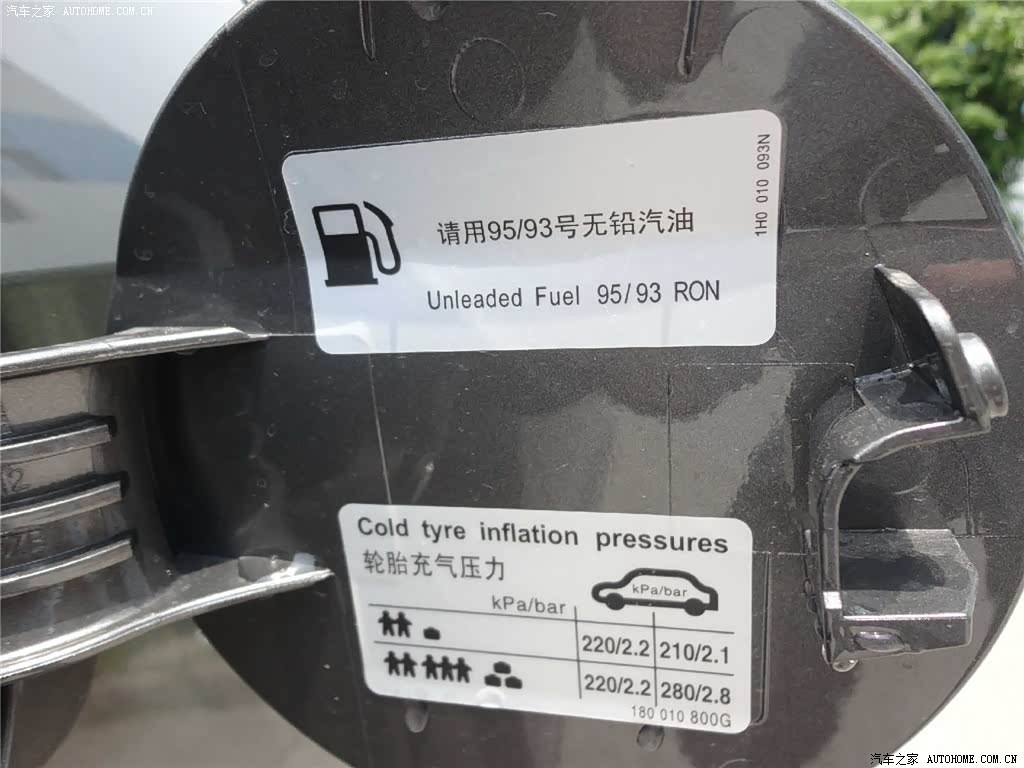 汽车之家 AUTOHOME.COM.CN
1H0 010 093N
请用95/93号无铅汽油
Unleaded Fuel 95/93 RON
Cold tyre inflation pressures
轮胎充气压力
kPa/bar
kPa/bar
220/2.2 210/2.1
220/2.2 280/2.8
180 010 800G
汽车之家 AUTOHOME.COM.CN